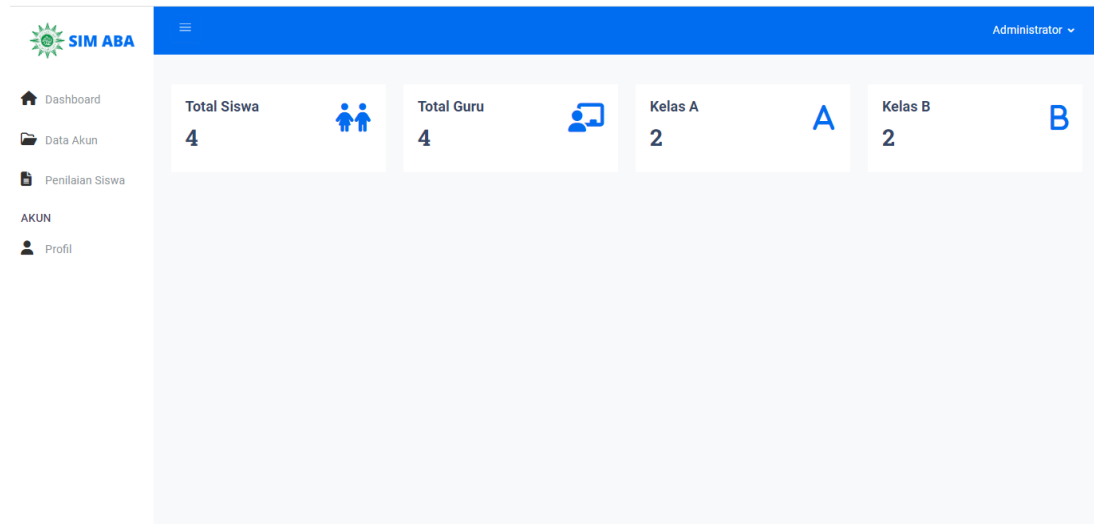 SIM ABA
Administrator
Dashboard
Data Akun
Penilaian Siswa
AKUN
Profil
Total Siswa
4
Total Guru
4
Kelas A
2
A
Kelas B
2
B